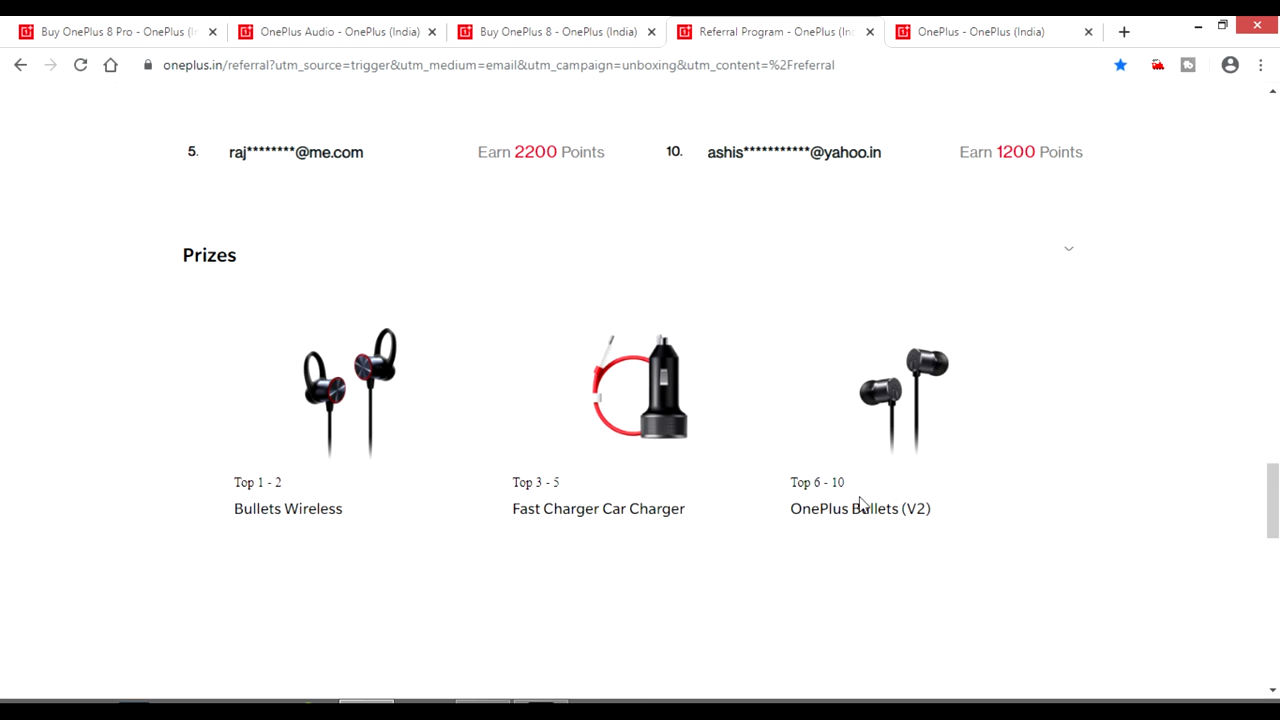 Buy OnePlus 8 Pro - OnePlus (I
OnePlus Audio - OnePlus (India)
Buy OnePlus 8 - OnePlus (India)
Referral Program - OnePlus (In
OnePlus - OnePlus (India)
oneplus.in/referral?utm_source=trigger&utm_medium=email&utm_campaign=unboxing&utm_content=%2Freferral
5. raj********@me.com Earn 2200 Points 10. ashis***********@yahoo.in Earn 1200 Points
Prizes
Top 1 - 2
Bullets Wireless
Top 3 - 5
Fast Charger Car Charger
Top 6 - 10
OnePlus Bullets (V2)